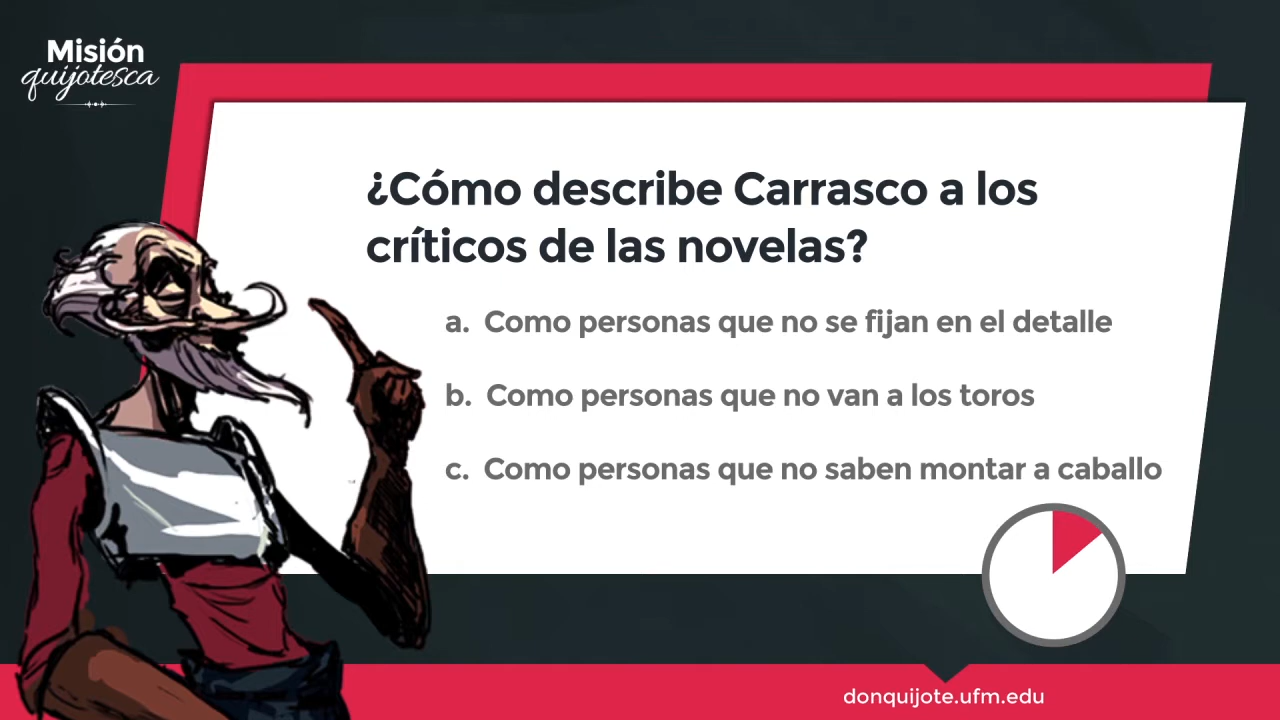 Misión
quijotesca
¿Cómo describe Carrasco a los
críticos de las novelas?
a. Como personas que no se fijan en el detalle
b. Como personas que no van a los toros
c. Como personas que no saben montar a caballo
donquijote.ufm.edu